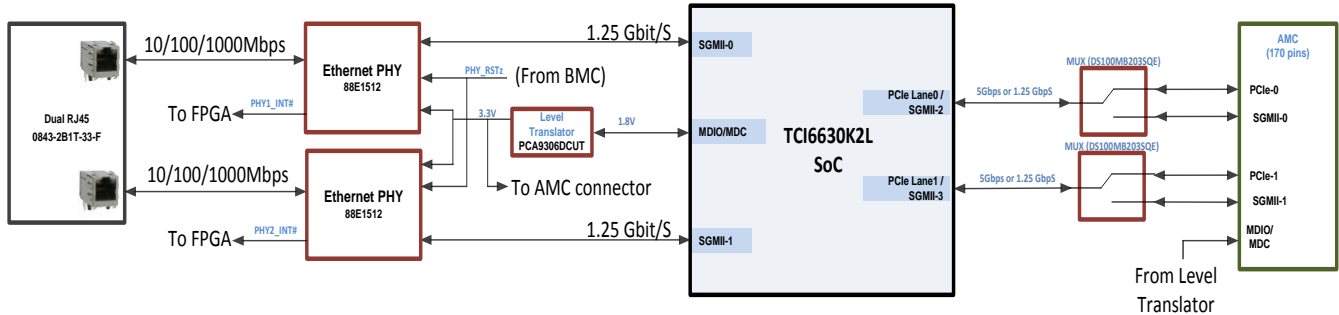 Dual RJ45
0843-2B1T-33-F
10/100/1000Mbps
10/100/1000Mbps
Ethernet PHY
88E1512
PHY1_INT#
To FPGA
Ethernet PHY
88E1512
PHY2_INT#
To FPGA
1.25 Gbit/S
PHY_RSTz
(From BMC)
3.3V
Level
Translator
PCA9306DCUT
1.8V
To AMC connector
1.25 Gbit/S
SGMII-0
MDIO/MDC
SGMII-1
TCI6630K2L
SoC
PCIe Lane0 /
SGMII-2
PCIe Lane1 /
SGMII-3
5Gbps or 1.25 GbpS
MUX (DS100MB203SQE)
5Gbps or 1.25 GbpS
MUX (DS100MB203SQE)
AMC
(170 pins)
PCIe-0
SGMII-0
PCIe-1
SGMII-1
MDIO/
MDC
From Level
Translator